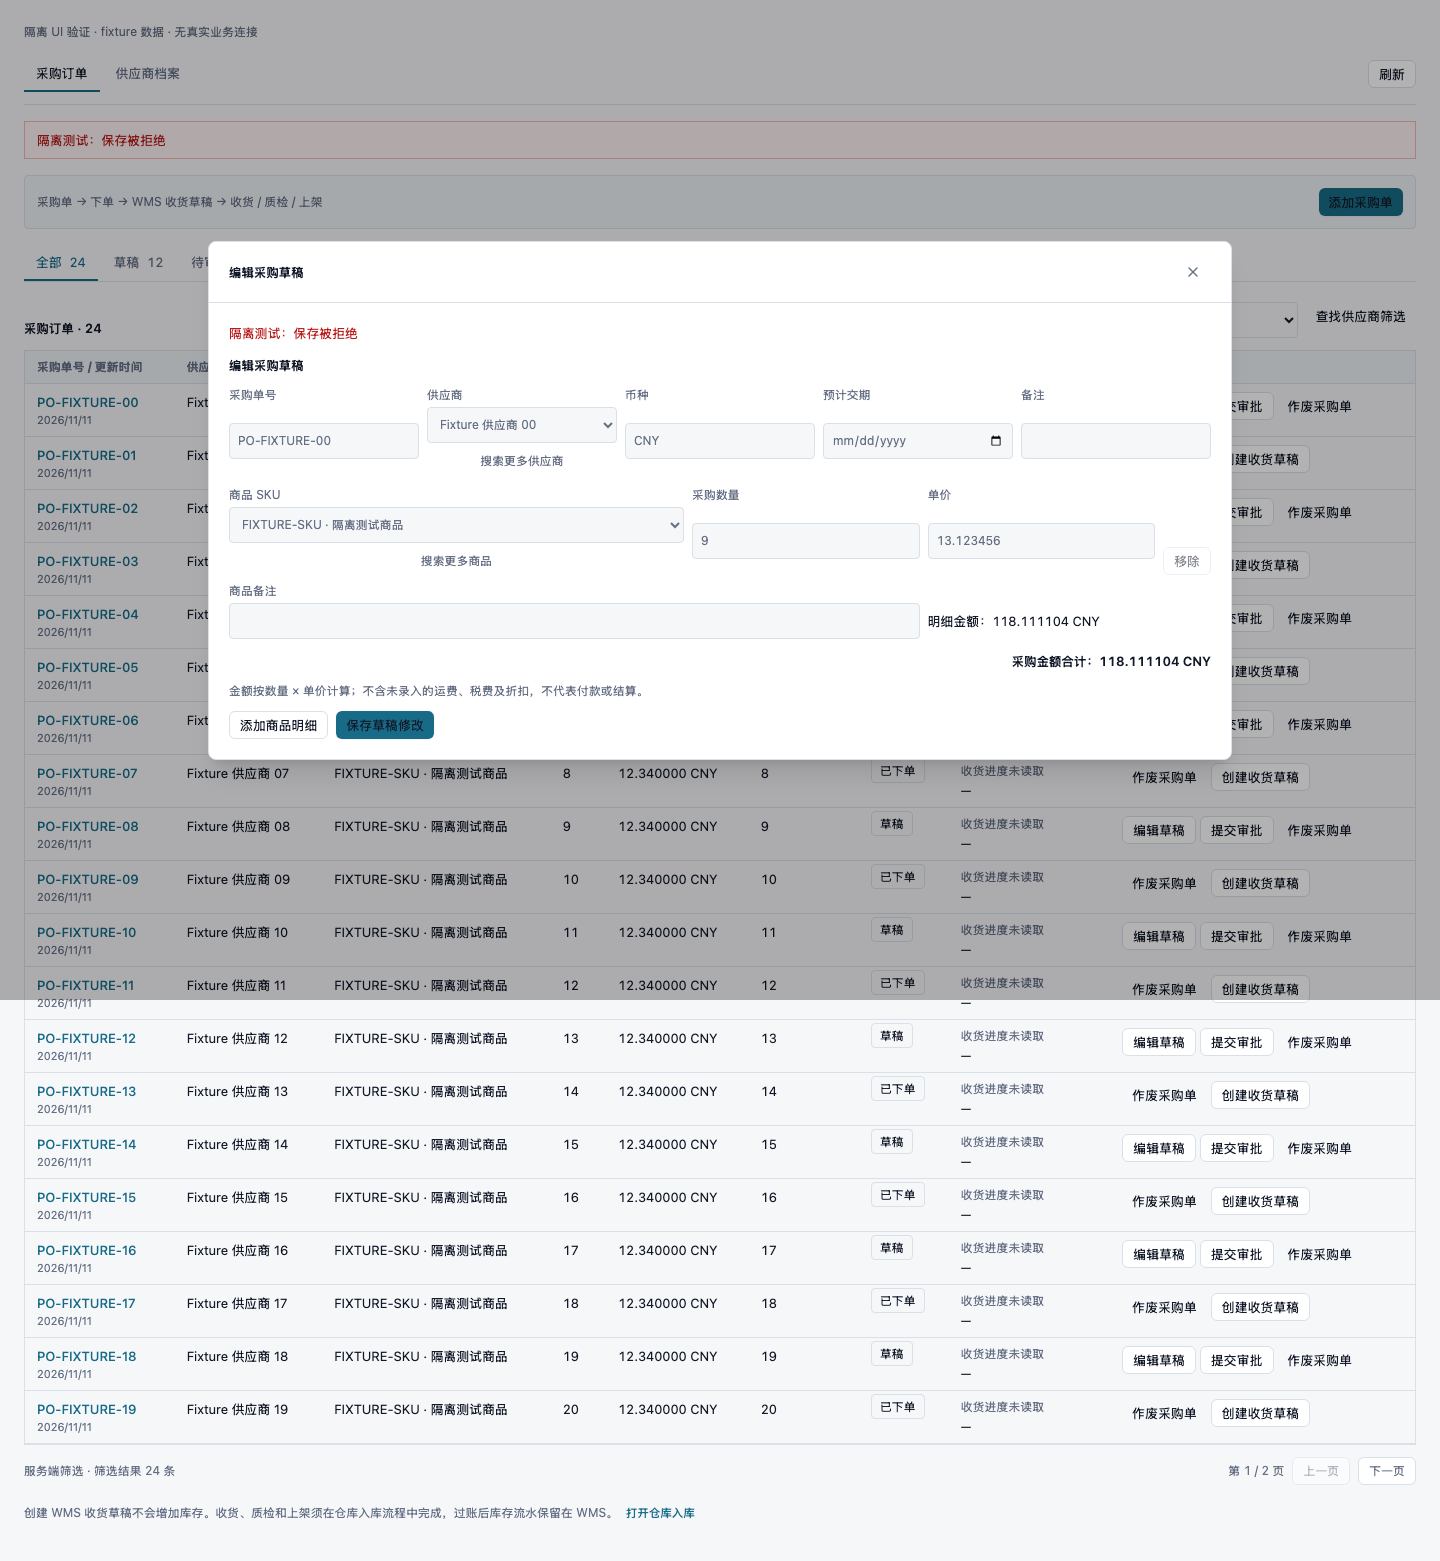 隔离 UI 验证 · fixture 数据 · 无真实业务连接
采购订单 供应商档案 刷新
隔离测试：保存被拒绝
采购单 → 下单 → WMS 收货草稿 → 收货 / 质检 / 上架 添加采购单
全部 24 草稿 12
采购订单 · 24 查找供应商筛选
采购单号 / 更新时间
编辑采购草稿 ×
隔离测试：保存被拒绝
编辑采购草稿
采购单号 供应商 币种 预计交期 备注
PO-FIXTURE-00 Fixture 供应商 00 CNY mm/dd/yyyy
搜索更多供应商
商品 SKU 采购数量 单价
FIXTURE-SKU · 隔离测试商品 9 13.123456
搜索更多商品 移除
商品备注
明细金额：118.111104 CNY
采购金额合计：118.111104 CNY
金额按数量 × 单价计算；不含未录入的运费、税费及折扣，不代表付款或结算。
添加商品明细 保存草稿修改
PO-FIXTURE-00 作废采购单
2026/11/11
PO-FIXTURE-01 建收货草稿
2026/11/11
PO-FIXTURE-02 作废采购单
2026/11/11
PO-FIXTURE-03 建收货草稿
2026/11/11
PO-FIXTURE-04 作废采购单
2026/11/11
PO-FIXTURE-05 建收货草稿
2026/11/11
PO-FIXTURE-06 作废采购单
2026/11/11
PO-FIXTURE-07 Fixture 供应商 07 FIXTURE-SKU · 隔离测试商品 8 12.340000 CNY 8 已下单 收货进度未读取 作废采购单 创建收货草稿
2026/11/11 —
PO-FIXTURE-08 Fixture 供应商 08 FIXTURE-SKU · 隔离测试商品 9 12.340000 CNY 9 草稿 收货进度未读取 编辑草稿 提交审批 作废采购单
2026/11/11 —
PO-FIXTURE-09 Fixture 供应商 09 FIXTURE-SKU · 隔离测试商品 10 12.340000 CNY 10 已下单 收货进度未读取 作废采购单 创建收货草稿
2026/11/11 —
PO-FIXTURE-10 Fixture 供应商 10 FIXTURE-SKU · 隔离测试商品 11 12.340000 CNY 11 草稿 收货进度未读取 编辑草稿 提交审批 作废采购单
2026/11/11 —
PO-FIXTURE-11 Fixture 供应商 11 FIXTURE-SKU · 隔离测试商品 12 12.340000 CNY 12 已下单 收货进度未读取 作废采购单 创建收货草稿
2026/11/11 —
PO-FIXTURE-12 Fixture 供应商 12 FIXTURE-SKU · 隔离测试商品 13 12.340000 CNY 13 草稿 收货进度未读取 编辑草稿 提交审批 作废采购单
2026/11/11 —
PO-FIXTURE-13 Fixture 供应商 13 FIXTURE-SKU · 隔离测试商品 14 12.340000 CNY 14 已下单 收货进度未读取 作废采购单 创建收货草稿
2026/11/11 —
PO-FIXTURE-14 Fixture 供应商 14 FIXTURE-SKU · 隔离测试商品 15 12.340000 CNY 15 草稿 收货进度未读取 编辑草稿 提交审批 作废采购单
2026/11/11 —
PO-FIXTURE-15 Fixture 供应商 15 FIXTURE-SKU · 隔离测试商品 16 12.340000 CNY 16 已下单 收货进度未读取 作废采购单 创建收货草稿
2026/11/11 —
PO-FIXTURE-16 Fixture 供应商 16 FIXTURE-SKU · 隔离测试商品 17 12.340000 CNY 17 草稿 收货进度未读取 编辑草稿 提交审批 作废采购单
2026/11/11 —
PO-FIXTURE-17 Fixture 供应商 17 FIXTURE-SKU · 隔离测试商品 18 12.340000 CNY 18 已下单 收货进度未读取 作废采购单 创建收货草稿
2026/11/11 —
PO-FIXTURE-18 Fixture 供应商 18 FIXTURE-SKU · 隔离测试商品 19 12.340000 CNY 19 草稿 收货进度未读取 编辑草稿 提交审批 作废采购单
2026/11/11 —
PO-FIXTURE-19 Fixture 供应商 19 FIXTURE-SKU · 隔离测试商品 20 12.340000 CNY 20 已下单 收货进度未读取 作废采购单 创建收货草稿
2026/11/11 —
服务端筛选 · 筛选结果 24 条 第 1 / 2 页 上一页 下一页
创建 WMS 收货草稿不会增加库存。收货、质检和上架须在仓库入库流程中完成，过账后库存流水保留在 WMS。 打开仓库入库